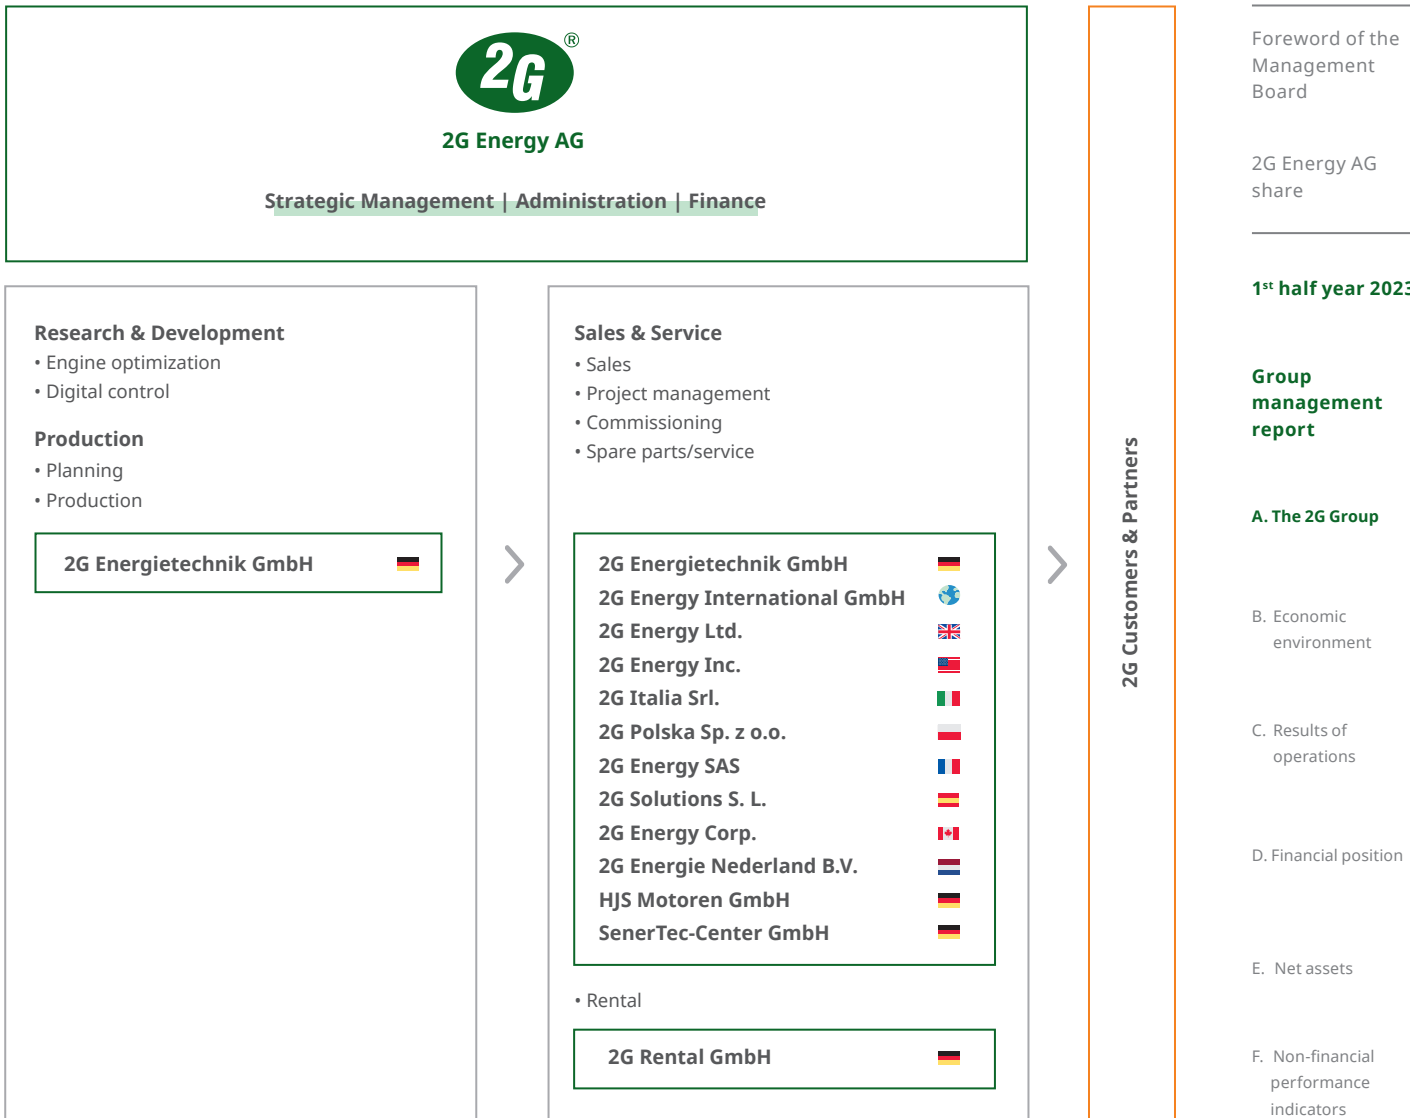 2G®
2G Energy AG
Strategic Management | Administration | Finance
Research & Development
• Engine optimization
• Digital control
Production
• Planning
• Production
2G Energietechnik GmbH
Sales & Service
• Sales
• Project management
• Commissioning
• Spare parts/service
2G Energietechnik GmbH
2G Energy International GmbH
2G Energy Ltd.
2G Energy Inc.
2G Italia Srl.
2G Polska Sp. z o.o.
2G Energy SAS
2G Solutions S. L.
2G Energy Corp.
2G Energie Nederland B.V.
HJS Motoren GmbH
SenerTec-Center GmbH
• Rental
2G Rental GmbH
2G Customers & Partners
Foreword of the
Management
Board
2G Energy AG
share
1st half year 2023
Group
management
report
A. The 2G Group
B. Economic
environment
C. Results of
operations
D. Financial position
E. Net assets
F. Non-financial
performance
indicators